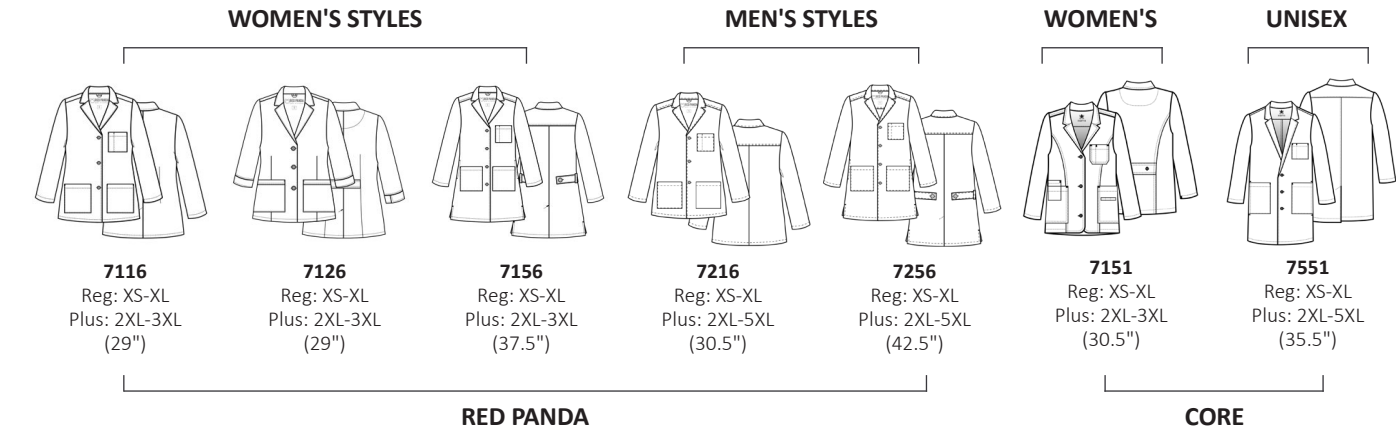 WOMEN'S STYLES
MEN'S STYLES
WOMEN'S
UNISEX
7116
Reg: XS-XL
Plus: 2XL-3XL
(29")
7126
Reg: XS-XL
Plus: 2XL-3XL
(29")
7156
Reg: XS-XL
Plus: 2XL-3XL
(37.5")
7216
Reg: XS-XL
Plus: 2XL-5XL
(30.5")
7256
Reg: XS-XL
Plus: 2XL-5XL
(42.5")
7151
Reg: XS-XL
Plus: 2XL-3XL
(30.5")
7551
Reg: XS-XL
Plus: 2XL-5XL
(35.5")
RED PANDA
CORE